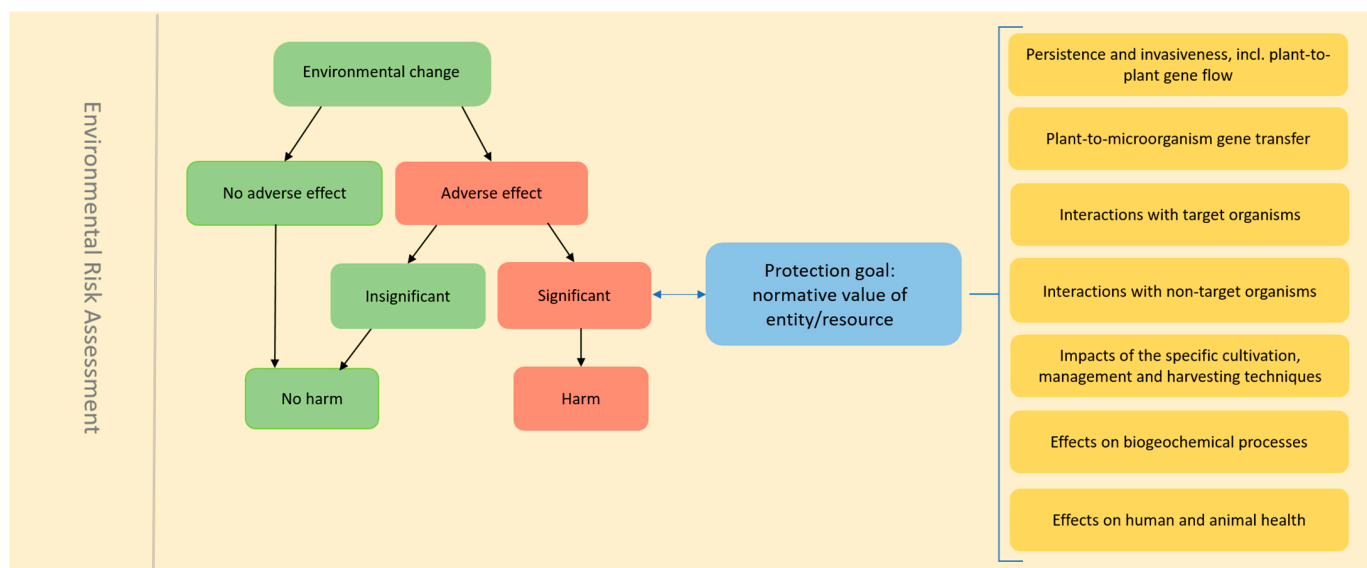 Environmental Risk Assessment
Environmental change
No adverse effect
Adverse effect
Insignificant
Significant
No harm
Harm
Protection goal:
normative value of
entity/resource
Persistence and invasiveness, incl. plant-to-
plant gene flow
Plant-to-microorganism gene transfer
Interactions with target organisms
Interactions with non-target organisms
Impacts of the specific cultivation,
management and harvesting techniques
Effects on biogeochemical processes
Effects on human and animal health